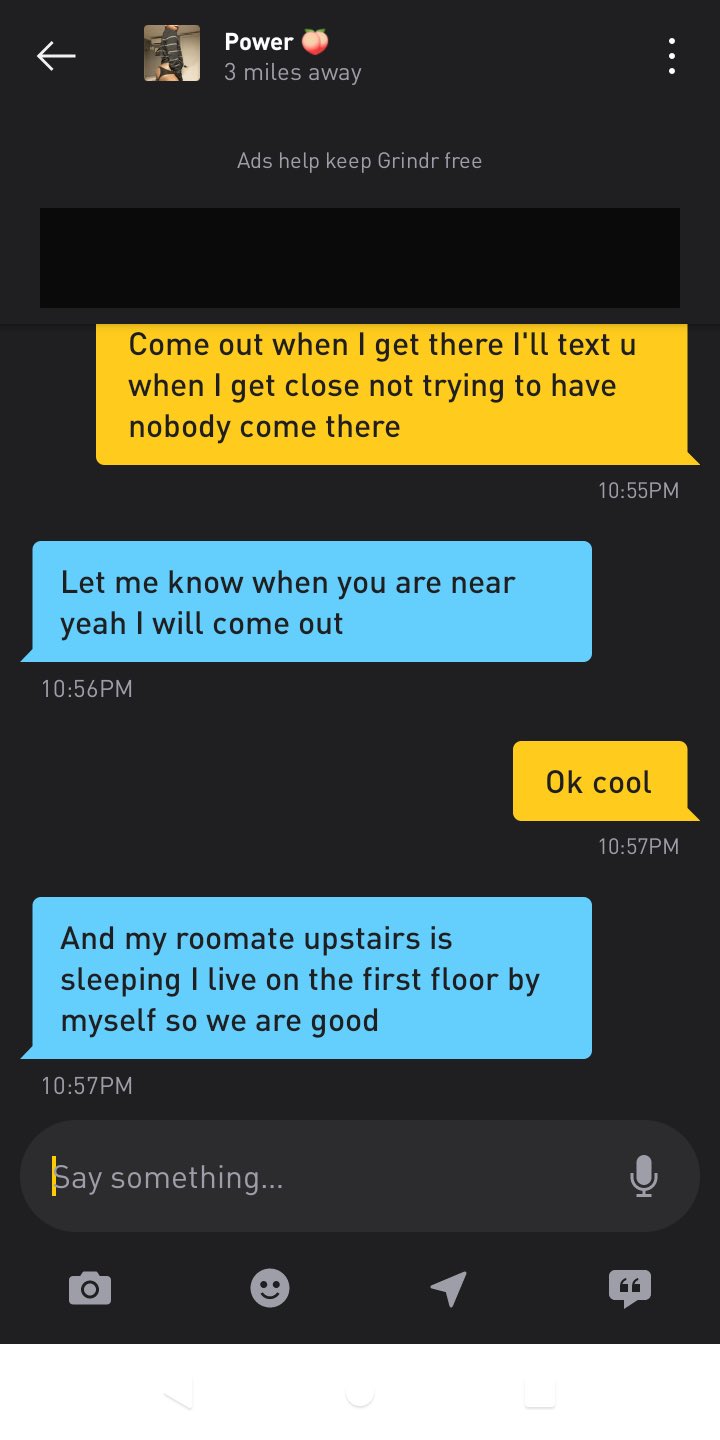 Power 🍑
3 miles away
Ads help keep Grindr free
Come out when I get there I'll text u
when I get close not trying to have
nobody come there
10:55PM
Let me know when you are near
yeah I will come out
10:56PM
Ok cool
10:57PM
And my roomate upstairs is
sleeping I live on the first floor by
myself so we are good
10:57PM
Say something...